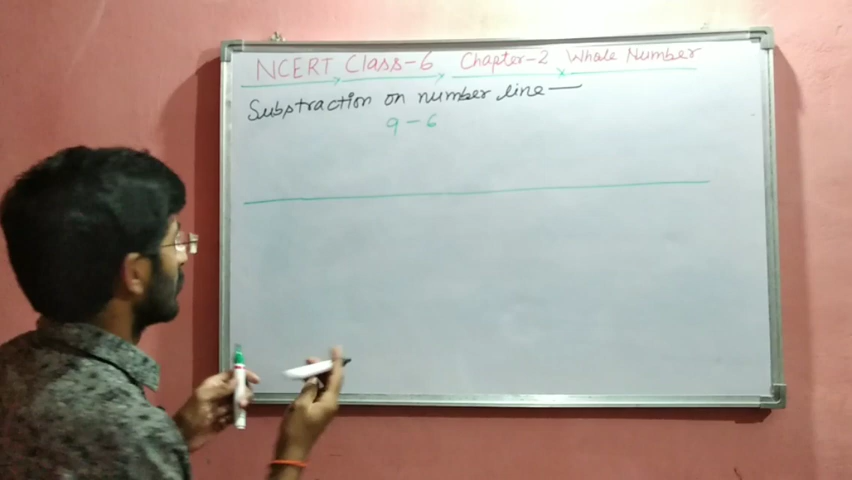 NCERT Class-6 Chapter-2 Whole Number
Subptraction on number line —
9 - 6